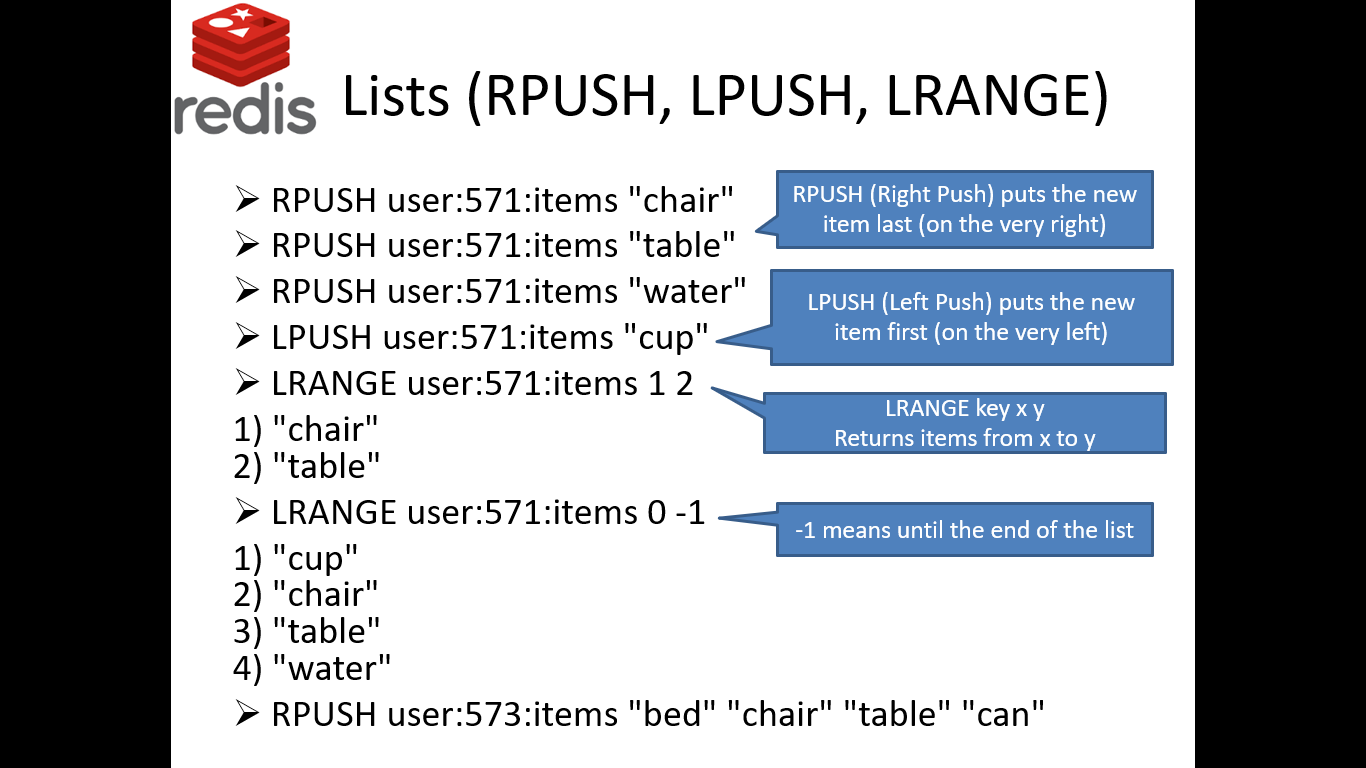 redis
Lists (RPUSH, LPUSH, LRANGE)
RPUSH user:571:items "chair"
RPUSH user:571:items "table"
RPUSH user:571:items "water"
LPUSH user:571:items "cup"
LRANGE user:571:items 1 2
1) "chair"
2) "table"
LRANGE user:571:items 0 -1
1) "cup"
2) "chair"
3) "table"
4) "water"
RPUSH user:573:items "bed" "chair" "table" "can"
RPUSH (Right Push) puts the new
item last (on the very right)
LPUSH (Left Push) puts the new
item first (on the very left)
LRANGE key x y
Returns items from x to y
-1 means until the end of the list